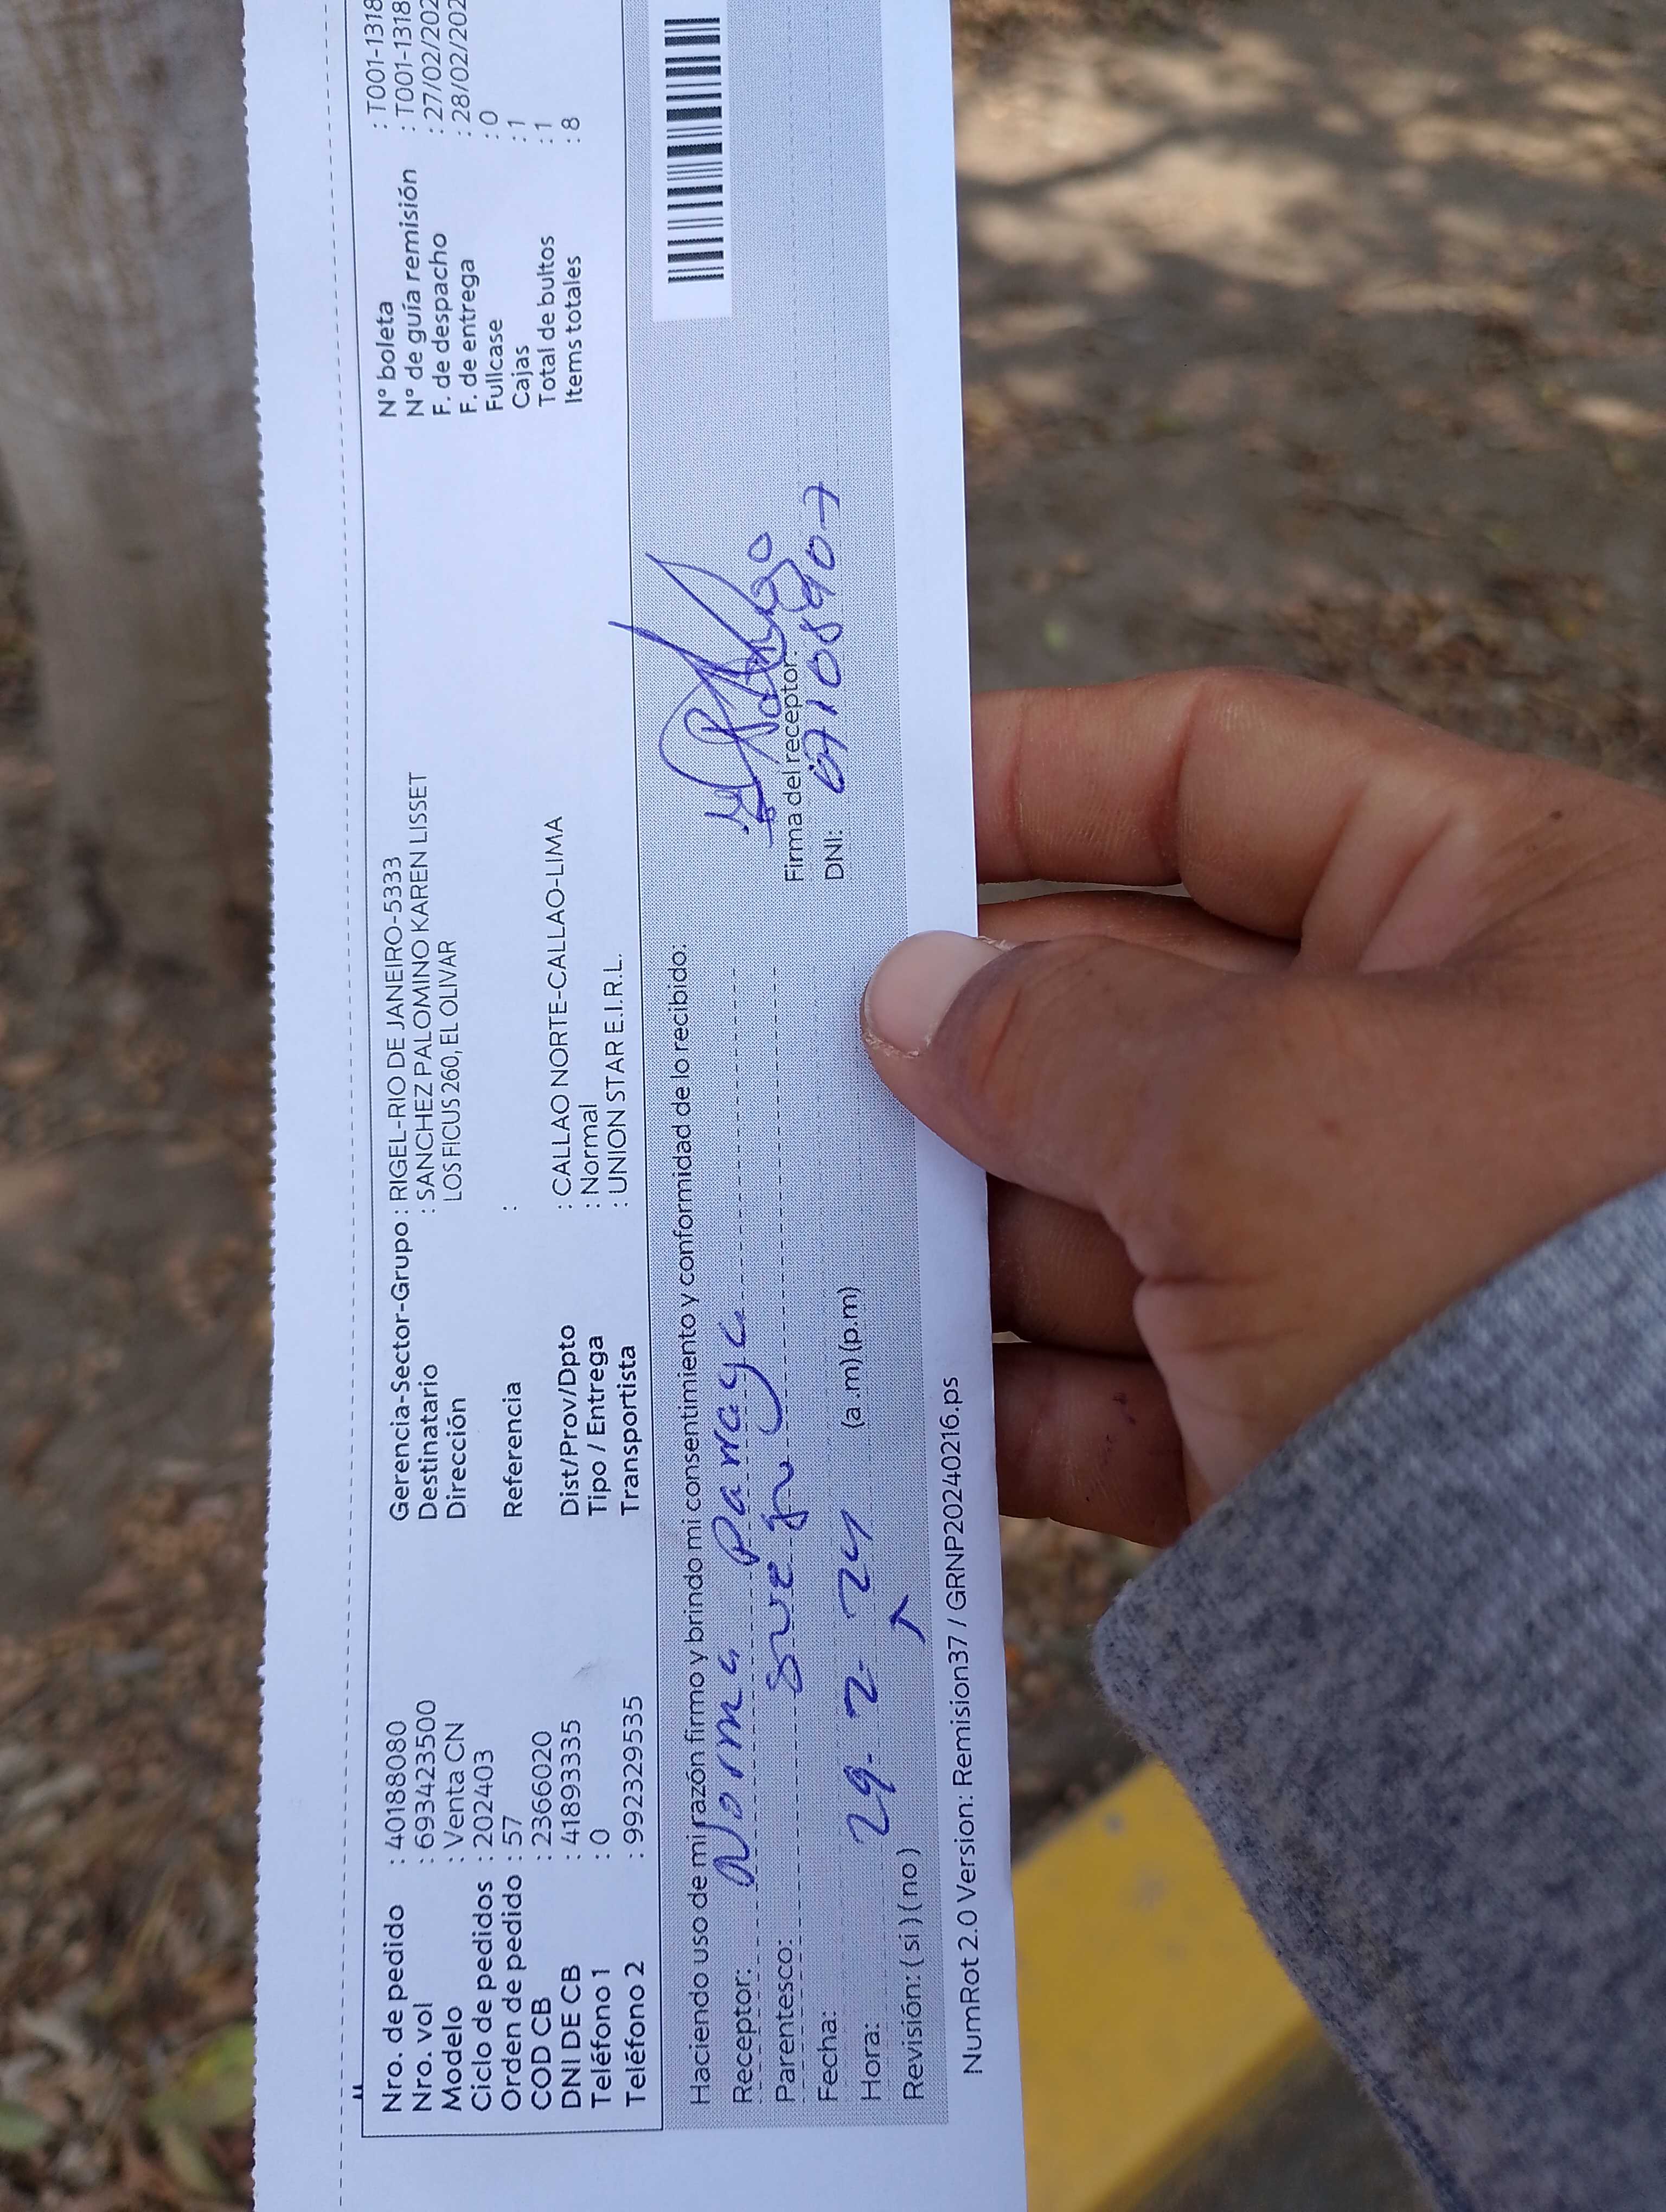 Nro. de pedido : 40188080
Nro. vol : 6934423500
Modelo : Venta CN
Ciclo de pedidos : 202403
Orden de pedido : 57
COD CB : 2366020
DNI DE CB : 41893335
Teléfono 1 : 0
Teléfono 2 : 992329535
Gerencia-Sector-Grupo : RIGEL-RIO DE JANEIRO-5333
Destinatario : SANCHEZ PALOMINO KAREN LISSET
Dirección LOS FICUS 260, EL OLIVAR
Referencia :
Dist/Prov/Dpto : CALLAO NORTE-CALLAO-LIMA
Tipo / Entrega : Normal
Transportista : UNION STAR E.I.R.L.
N° boleta : T001-1318
N° de guía remisión : T001-1318
F. de despacho : 27/02/202
F. de entrega : 28/02/202
Fullcase : 0
Cajas : 1
Total de bultos : 1
Items totales : 8
Haciendo uso de mi razón firmo y brindo mi consentimiento y conformidad de lo recibido:
Receptor: Norma
Parentesco: suegra
Fecha: 29-2-24
Hora: (a.m) (p.m)
Revisión: ( si ) ( no )
Firma del receptor
DNI:
NumRot 2.0 Version: Remision37 / GRNP20240216.ps